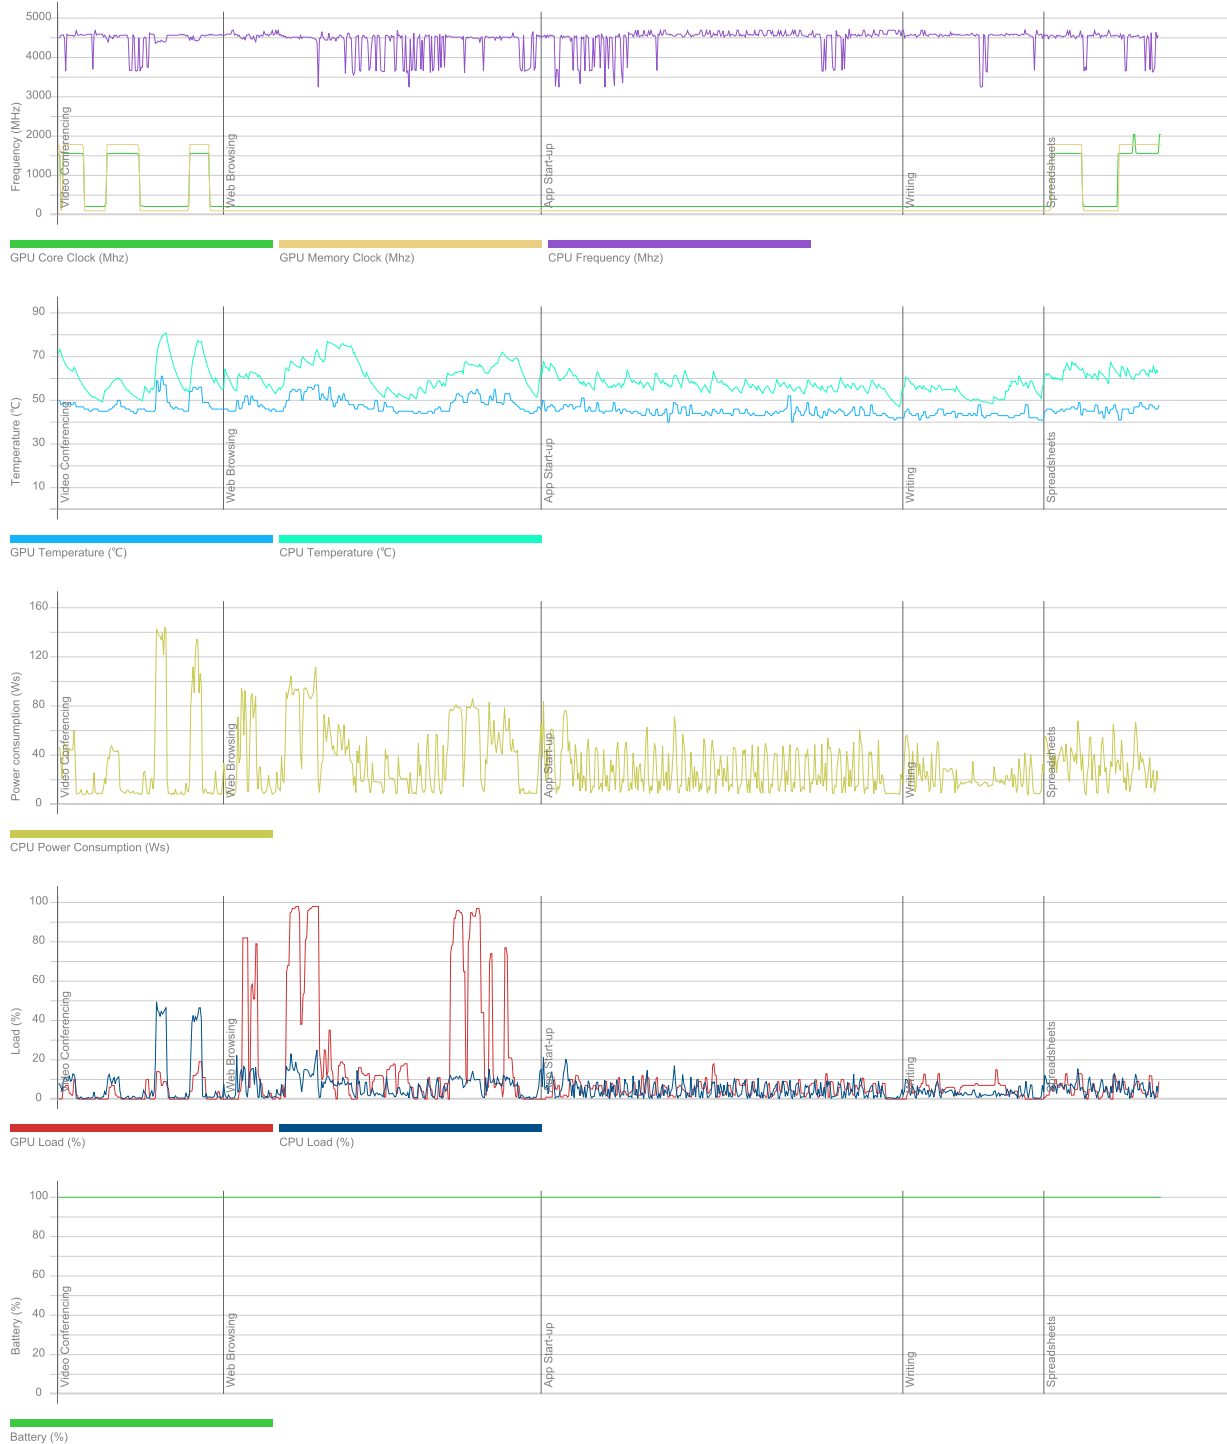 5000
4000
3000
2000
1000
0
Frequency (MHz)
Video Conferencing
Web Browsing
App Start-up
Writing
Spreadsheets
GPU Core Clock (Mhz)
GPU Memory Clock (Mhz)
CPU Frequency (Mhz)
90
70
50
30
10
Temperature (℃)
Video Conferencing
Web Browsing
App Start-up
Writing
Spreadsheets
GPU Temperature (℃)
CPU Temperature (℃)
160
120
80
40
0
Power consumption (Ws)
Video Conferencing
Web Browsing
App Start-up
Writing
Spreadsheets
CPU Power Consumption (Ws)
100
80
60
40
20
0
Load (%)
Video Conferencing
Web Browsing
App Start-up
Writing
Spreadsheets
GPU Load (%)
CPU Load (%)
100
80
60
40
20
0
Battery (%)
Video Conferencing
Web Browsing
App Start-up
Writing
Spreadsheets
Battery (%)